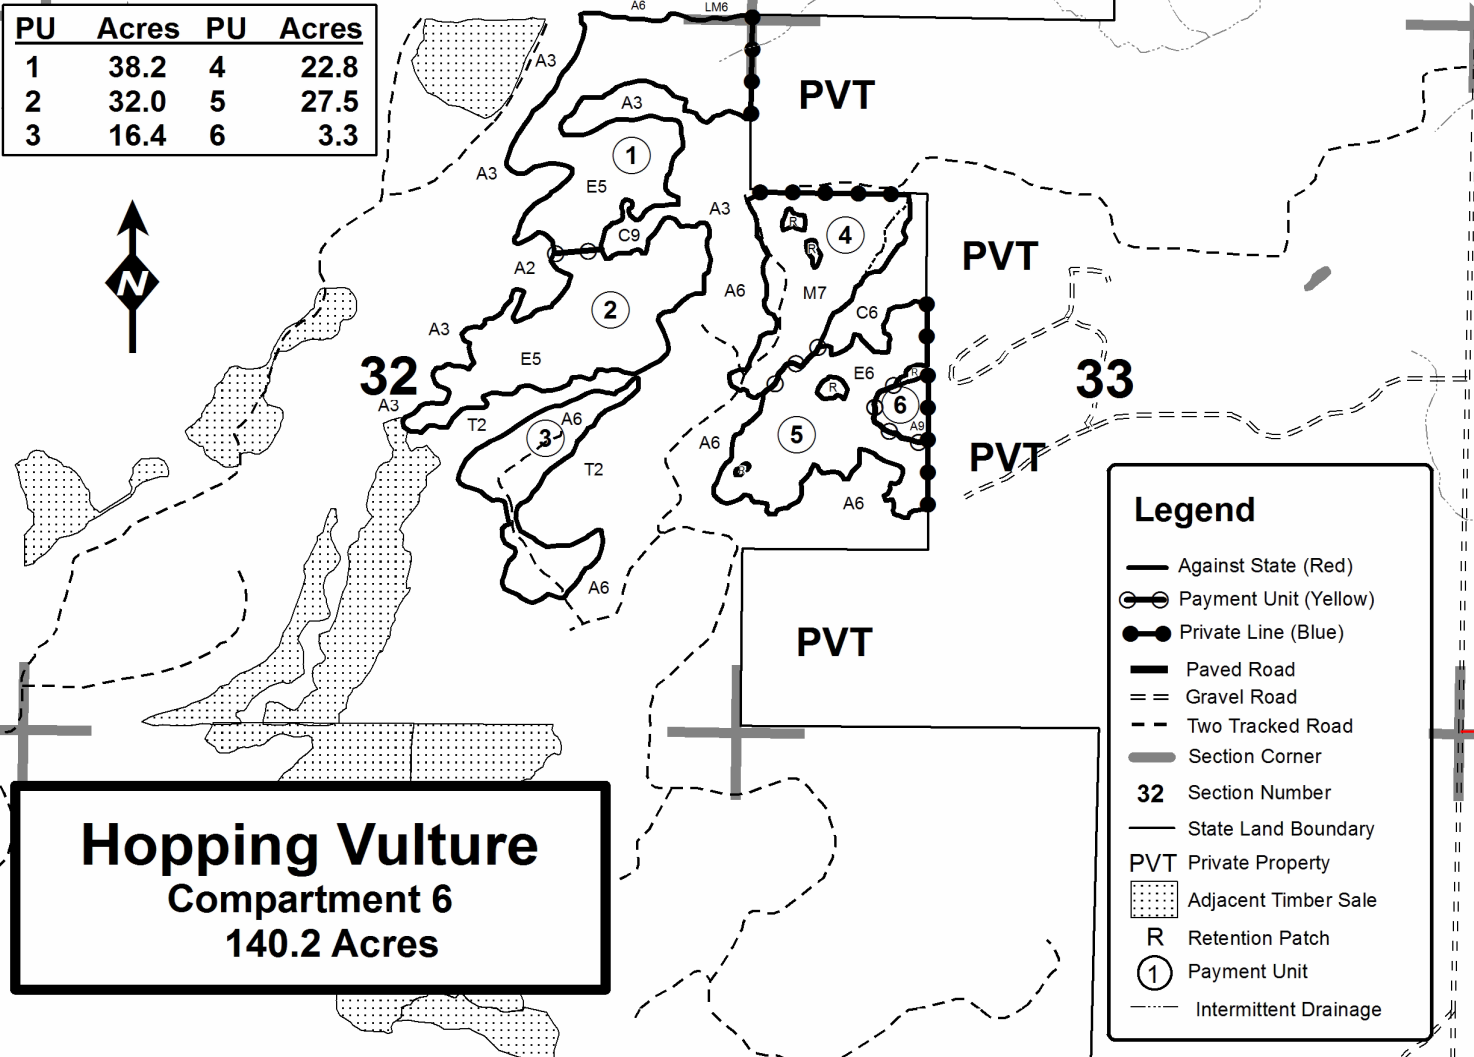 PU Acres PU Acres
1 38.2 4 22.8
2 32.0 5 27.5
3 16.4 6 3.3
A6
LM6
A3
PVT
A3
1
A3
E5
A3
R
C9
4
R
PVT
A2
A6
M7
2
C6
N
A3
E5
32
E6
R
33
R
A3
6
T2
A6
A9
3
5
A6
PVT
T2
R
A6
A6
PVT
Legend
Against State (Red)
Payment Unit (Yellow)
Private Line (Blue)
Paved Road
Gravel Road
Two Tracked Road
Section Corner
32 Section Number
State Land Boundary
PVT Private Property
Adjacent Timber Sale
R Retention Patch
1 Payment Unit
Intermittent Drainage
Hopping Vulture
Compartment 6
140.2 Acres